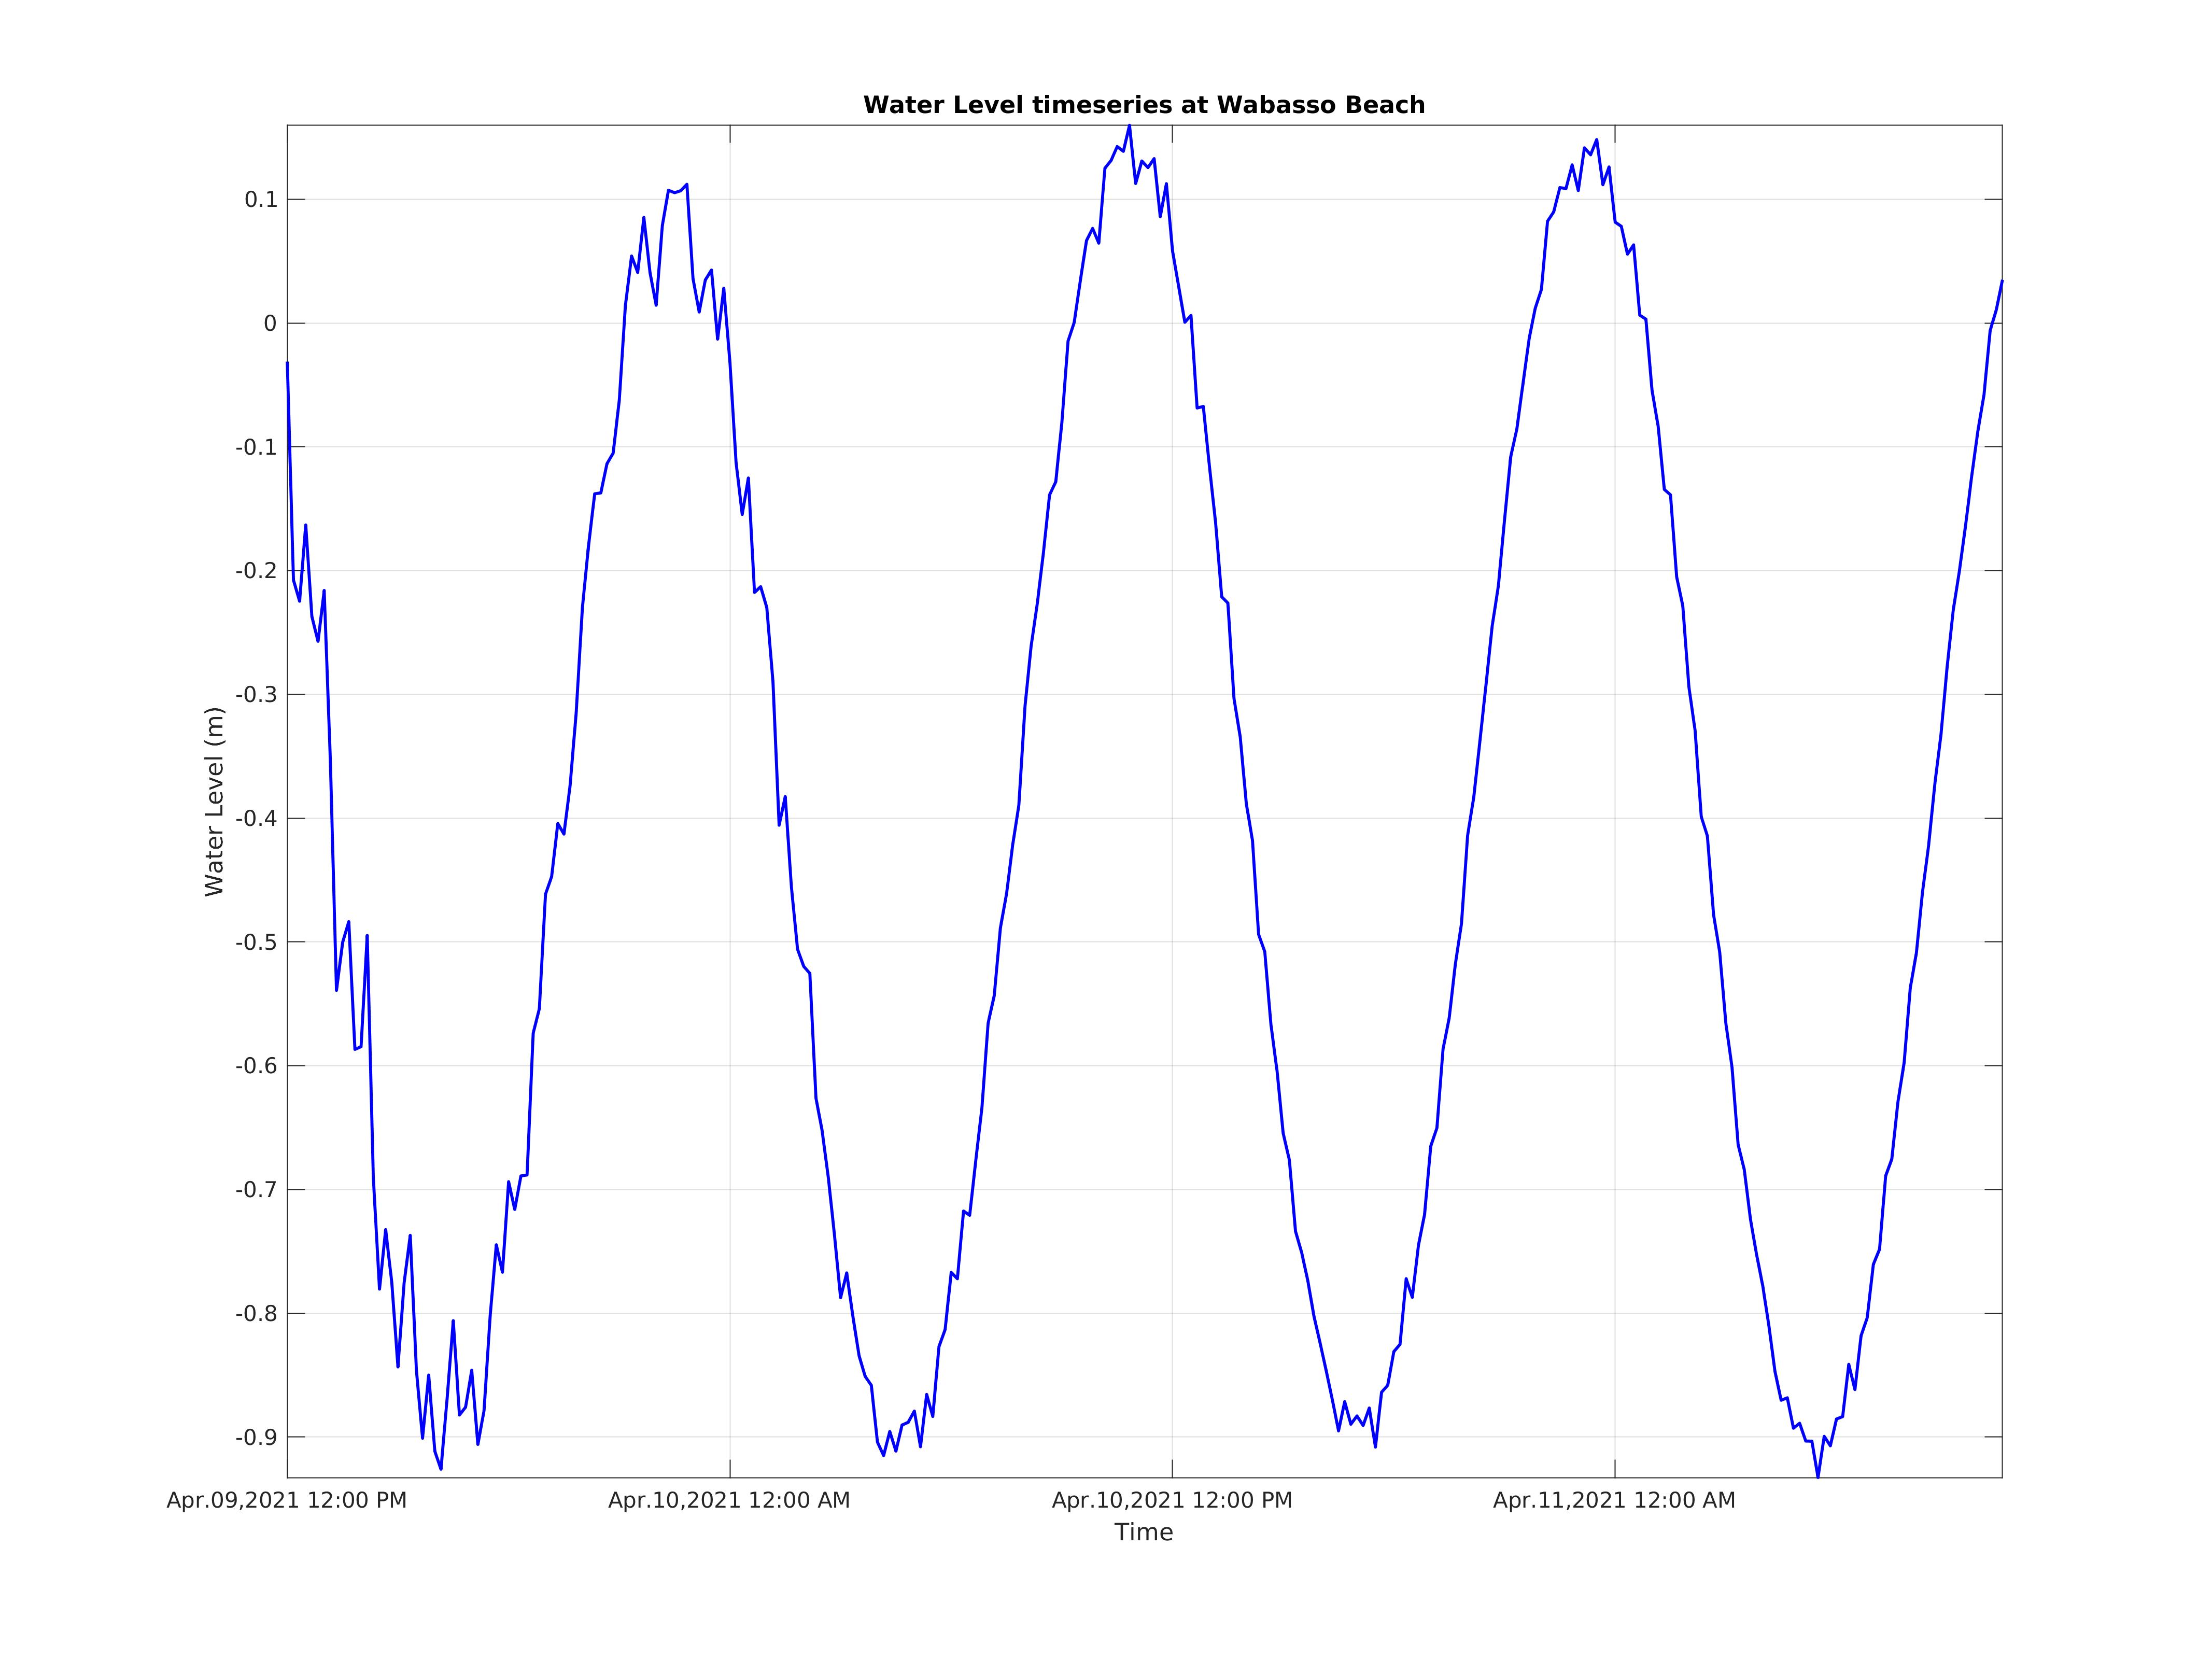 Water Level timeseries at Wabasso Beach
0.1
0
-0.1
-0.2
-0.3
-0.4
-0.5
-0.6
-0.7
-0.8
-0.9
Water Level (m)
Apr.09,2021 12:00 PM
Apr.10,2021 12:00 AM
Apr.10,2021 12:00 PM
Apr.11,2021 12:00 AM
Time